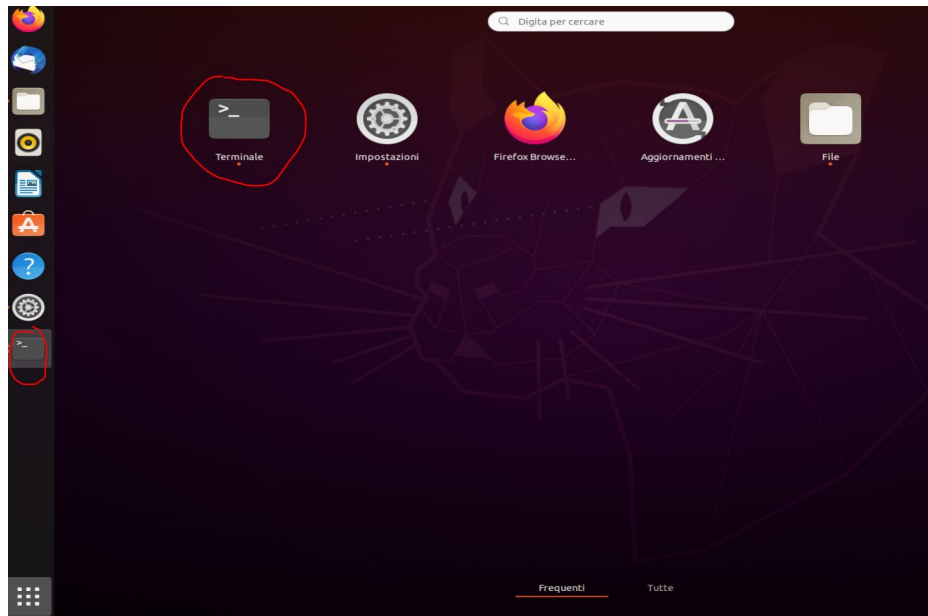 Digita per cercare
>_
Terminale
Impostazioni
Firefox Browse...
Aggiornamenti ...
File
?
>_
Frequenti
Tutte